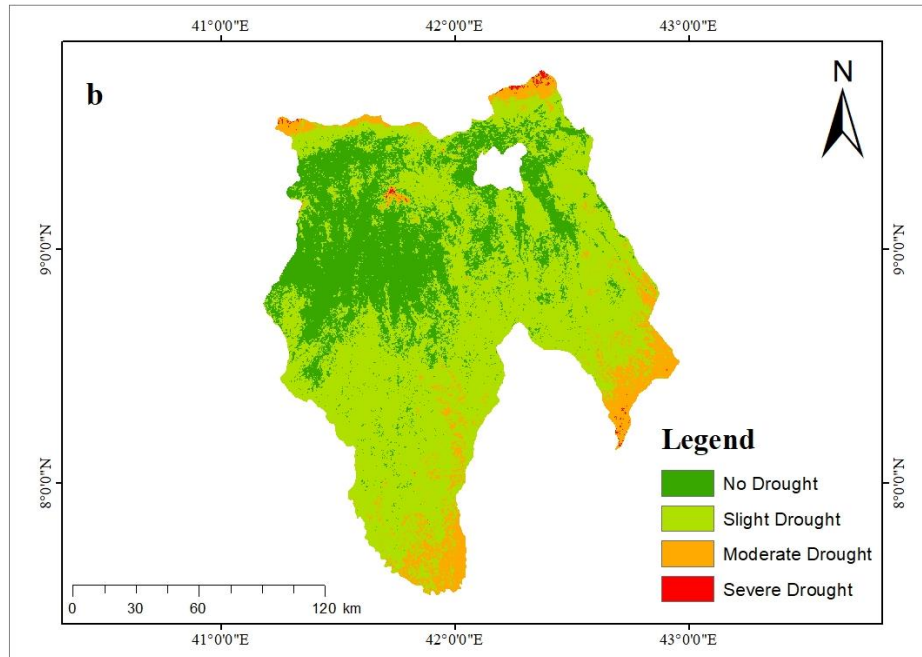 41°0'0"E 42°0'0"E 43°0'0"E
b
N
9°0'0"N 9°0'0"N
8°0'0"N 8°0'0"N
Legend
No Drought
Slight Drought
Moderate Drought
Severe Drought
0 30 60 120 km
41°0'0"E 42°0'0"E 43°0'0"E